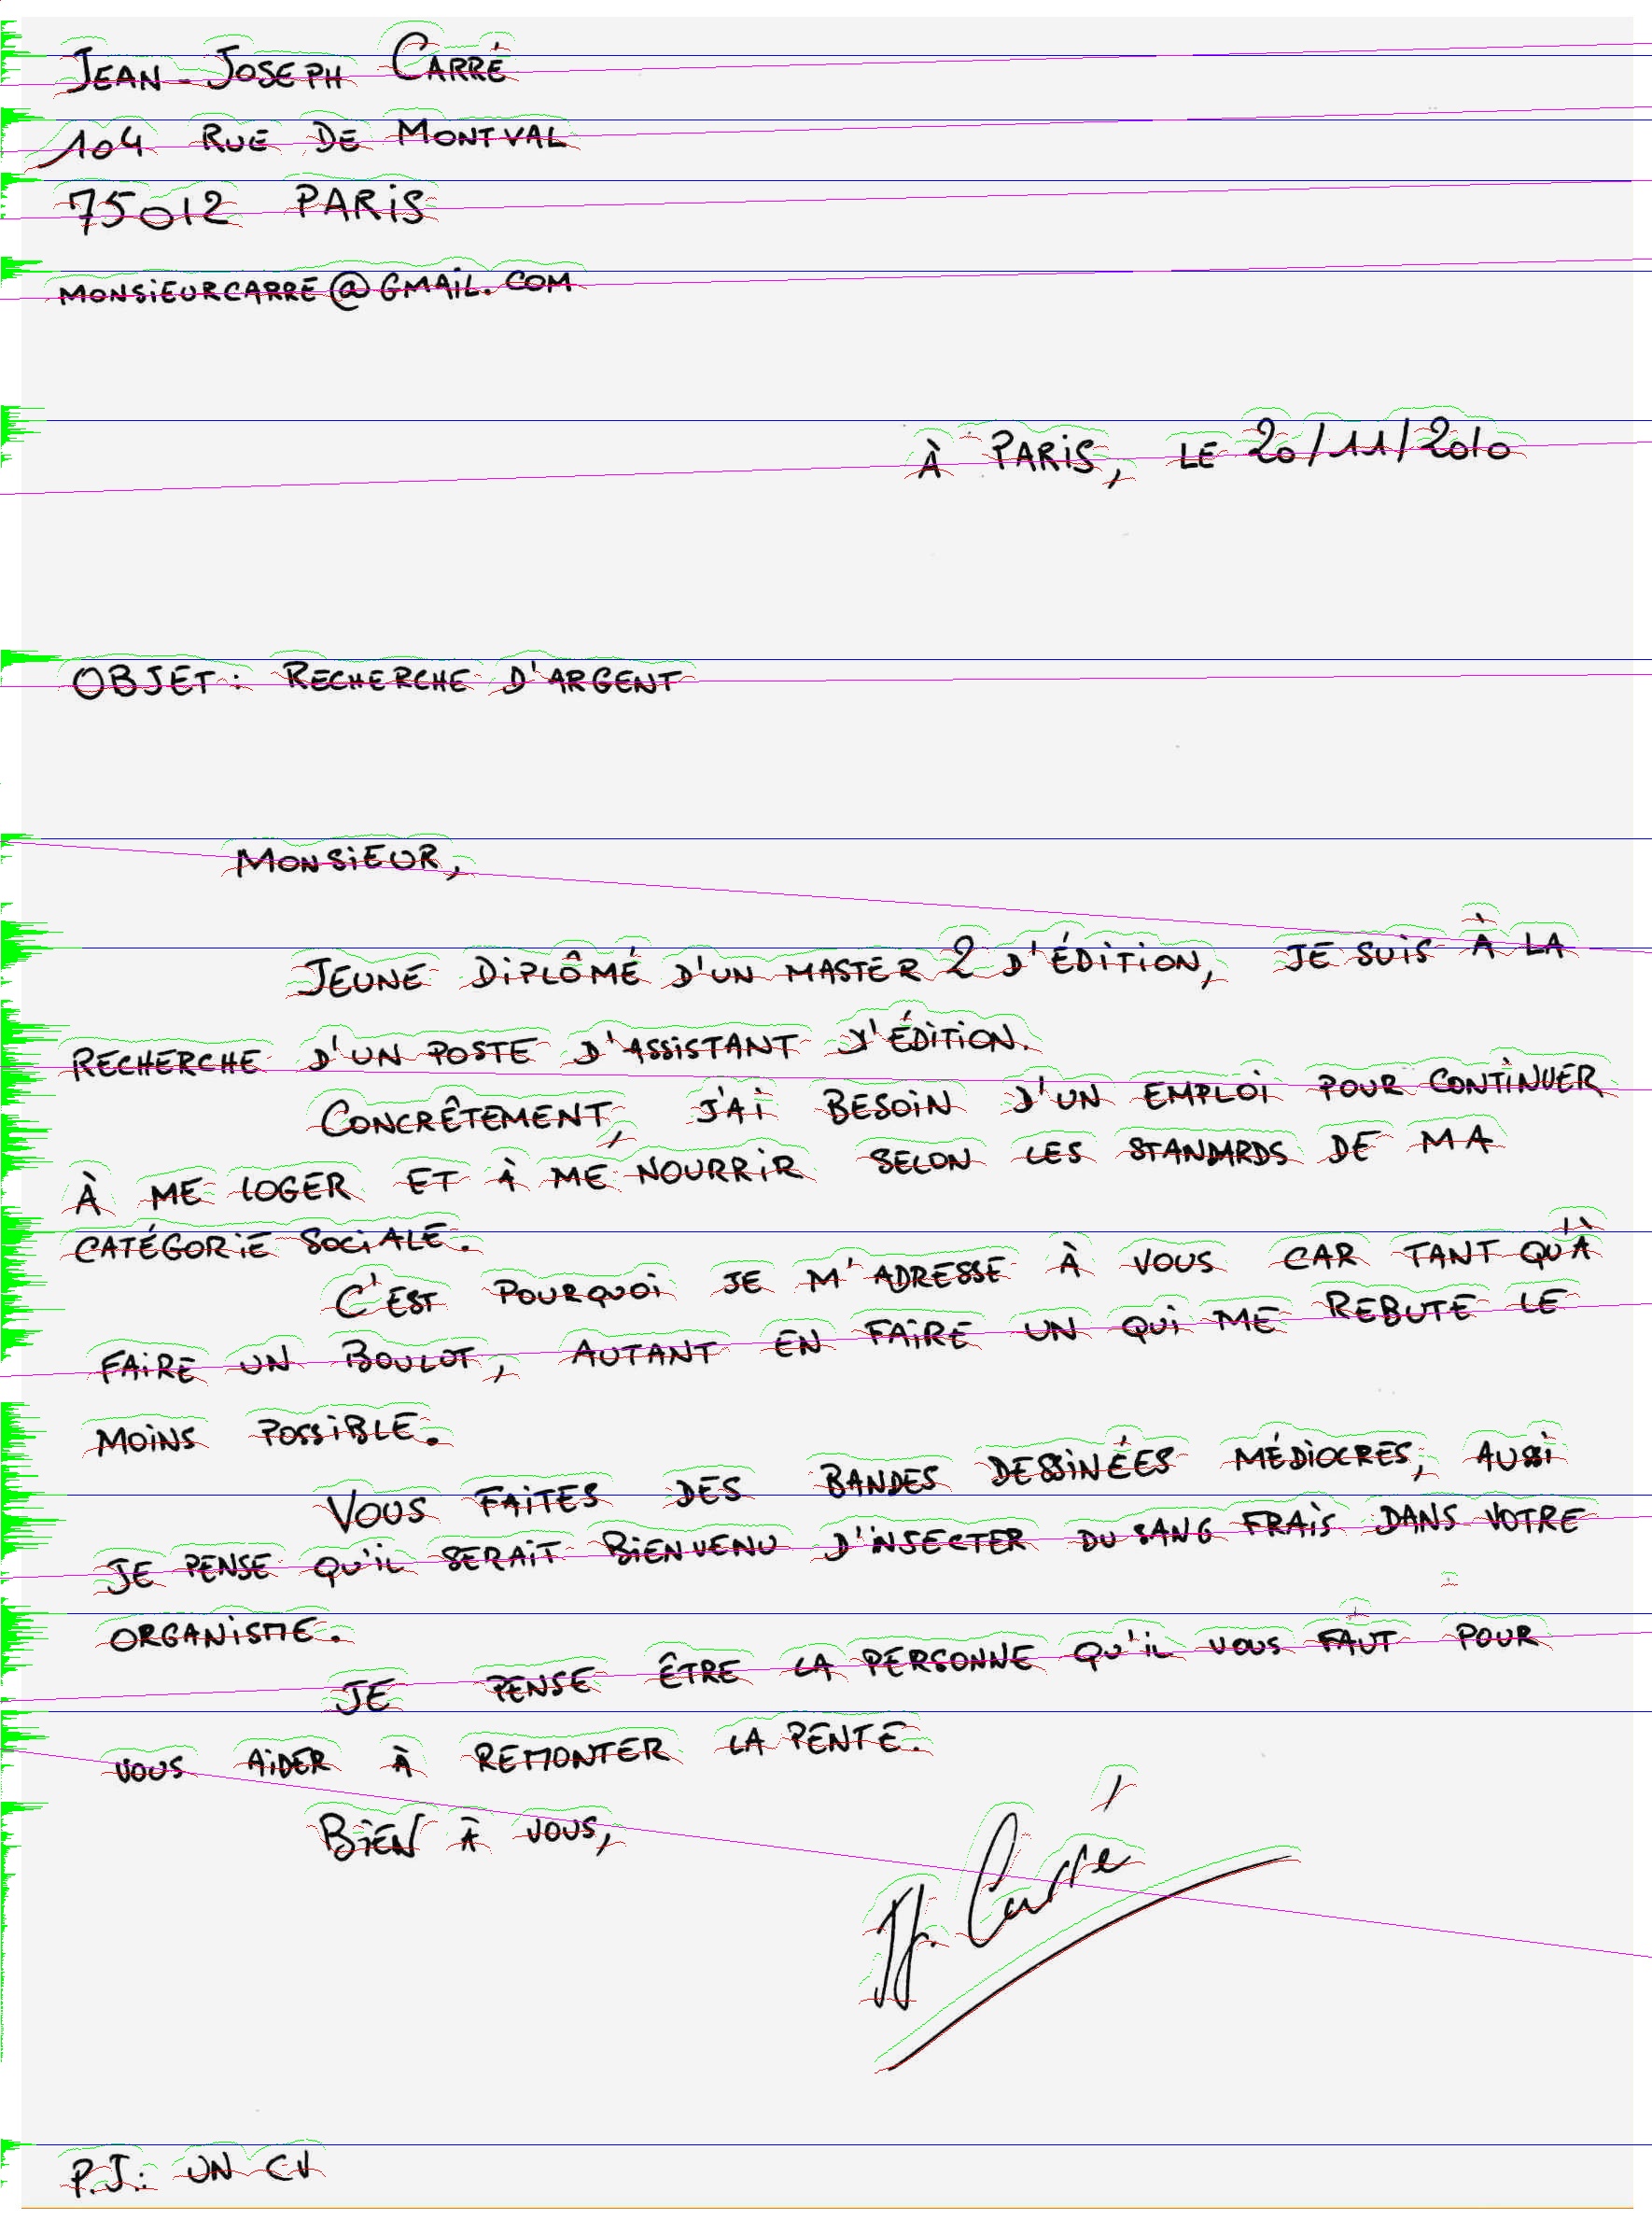 JEAN-JOSEPH CARRÉ
104 RUE DE MONTVAL
75012 PARIS
MONSIEURCARRE@GMAIL.COM
À PARIS, LE 20/11/2010
OBJET: RECHERCHE D'ARGENT
MONSIEUR,
JEUNE DIPLÔMÉ D'UN MASTER 2 D'ÉDITION, JE SUIS À LA
RECHERCHE D'UN POSTE D'ASSISTANT D'ÉDITION.
CONCRÊTEMENT, J'AI BESOIN D'UN EMPLOI POUR CONTINUER
À ME LOGER ET À ME NOURRIR SELON LES STANDARDS DE MA
CATÉGORIE SOCIALE.
C'EST POURQUOI JE M'ADRESSE À VOUS CAR TANT QU'À
FAIRE UN BOULOT, AUTANT EN FAIRE UN QUI ME REBUTE LE
MOINS POSSIBLE.
VOUS FAITES DES BANDES DESSINÉES MÉDIOCRES, AUSSI
JE PENSE QU'IL SERAIT BIENVENU D'INSECTER DU SANG FRAIS DANS VOTRE
ORGANISME.
JE PENSE ÊTRE LA PERSONNE QU'IL VOUS FAUT POUR
VOUS AIDER À REMONTER LA PENTE.
BIEN À VOUS,
JJ. Carré
P.J.: UN CV